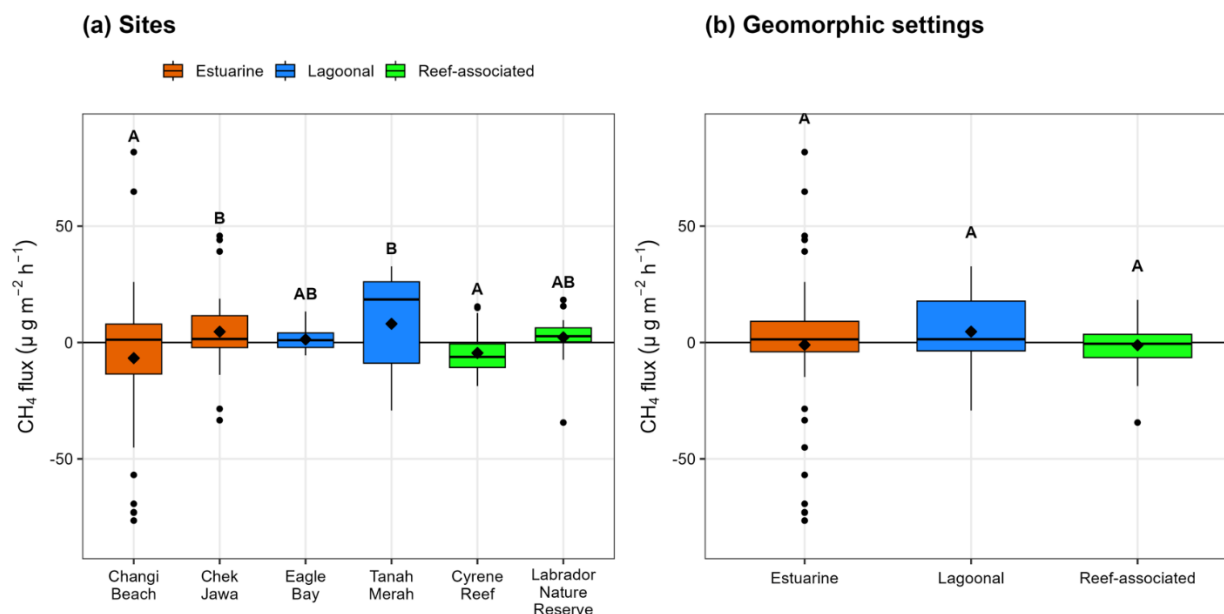 (a) Sites
Estuarine Lagoonal Reef-associated
CH₄ flux (µ g m⁻² h⁻¹)
50
0
-50
A
B
AB
B
A
AB
Changi
Beach
Chek
Jawa
Eagle
Bay
Tanah
Merah
Cyrene
Reef
Labrador
Nature
Reserve
(b) Geomorphic settings
CH₄ flux (µ g m⁻² h⁻¹)
50
0
-50
A
A
A
Estuarine
Lagoonal
Reef-associated